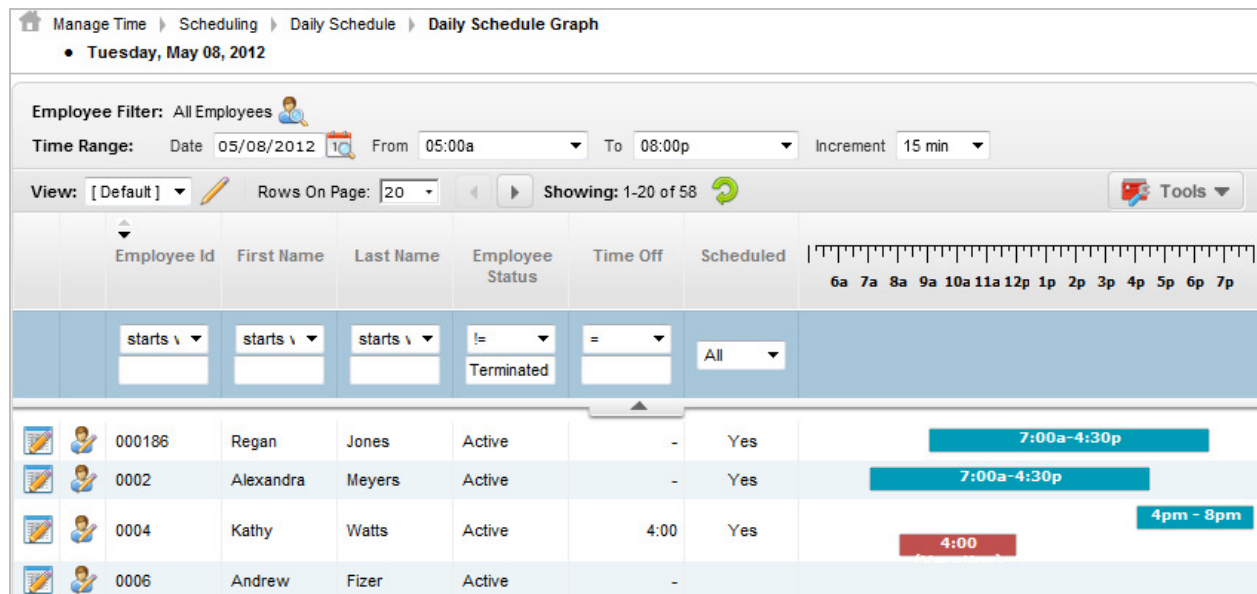 Manage Time Scheduling Daily Schedule Daily Schedule Graph
• Tuesday, May 08, 2012
Employee Filter: All Employees
Time Range: Date 05/08/2012 10 From 05:00a To 08:00p Increment 15 min
View: [ Default ] Rows On Page: 20 Showing: 1-20 of 58 Tools
Employee Id First Name Last Name Employee Status Time Off Scheduled
6a 7a 8a 9a 10a 11a 12p 1p 2p 3p 4p 5p 6p 7p
starts starts starts != = All
Terminated
000186 Regan Jones Active - Yes 7:00a-4:30p
0002 Alexandra Meyers Active - Yes 7:00a-4:30p
0004 Kathy Watts Active 4:00 Yes 4pm - 8pm
4:00
0006 Andrew Fizer Active -